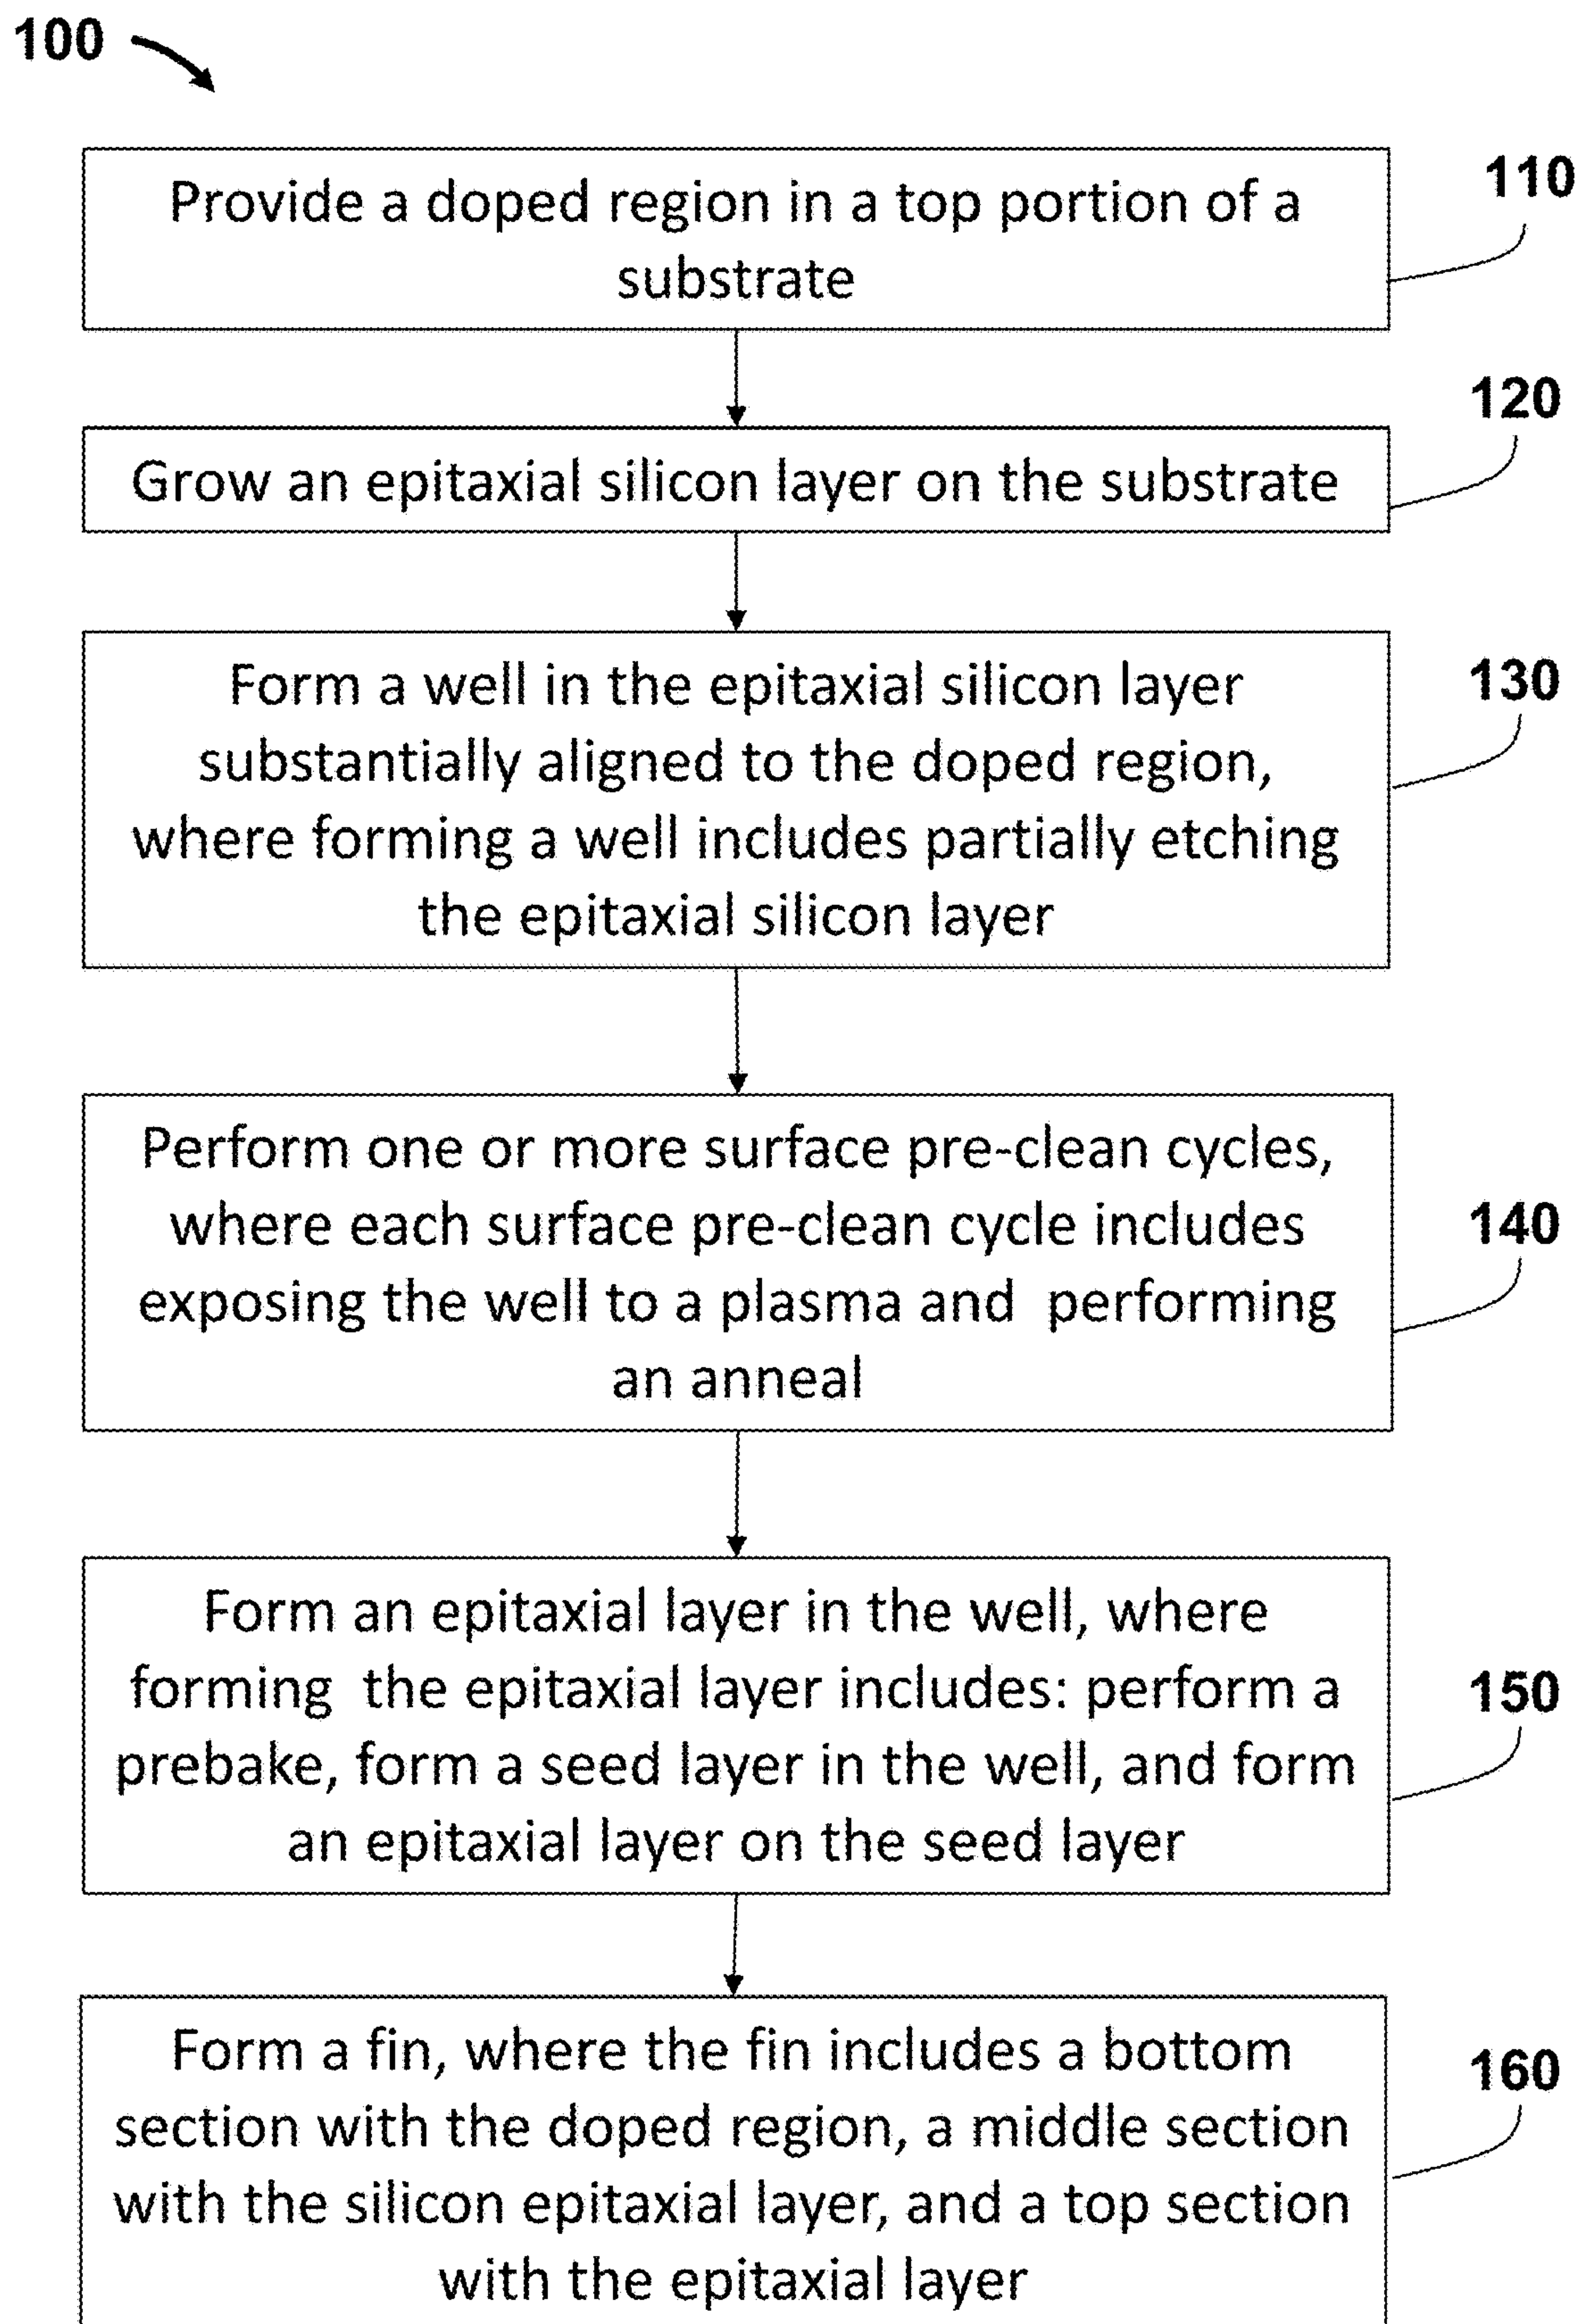 100
Provide a doped region in a top portion of a
substrate
110
Grow an epitaxial silicon layer on the substrate
120
Form a well in the epitaxial silicon layer
substantially aligned to the doped region,
where forming a well includes partially etching
the epitaxial silicon layer
130
Perform one or more surface pre-clean cycles,
where each surface pre-clean cycle includes
exposing the well to a plasma and performing
an anneal
140
Form an epitaxial layer in the well, where
forming the epitaxial layer includes: perform a
prebake, form a seed layer in the well, and form
an epitaxial layer on the seed layer
150
Form a fin, where the fin includes a bottom
section with the doped region, a middle section
with the silicon epitaxial layer, and a top section
with the epitaxial layer
160